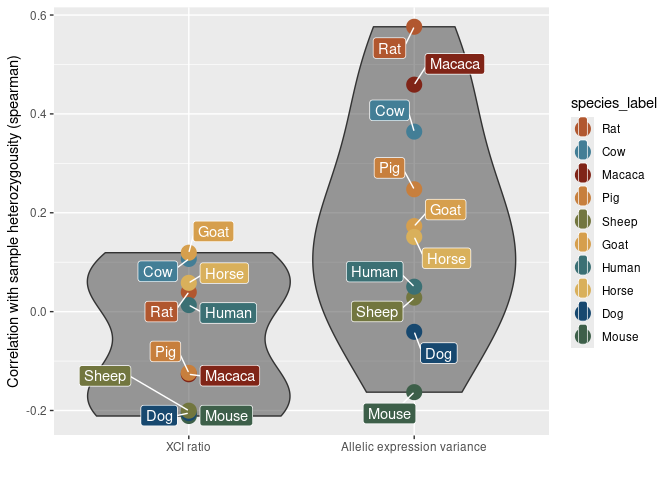 Correlation with sample heterozygousity (spearman)
0.6
0.4
0.2
0.0
-0.2
Rat
Macaca
Cow
Pig
Goat
Horse
Human
Sheep
Dog
Mouse
Goat
Cow
Horse
Rat
Human
Pig
Sheep
Macaca
Dog
Mouse
XCI ratio
Allelic expression variance
species_label
Rat
Cow
Macaca
Pig
Sheep
Goat
Human
Horse
Dog
Mouse